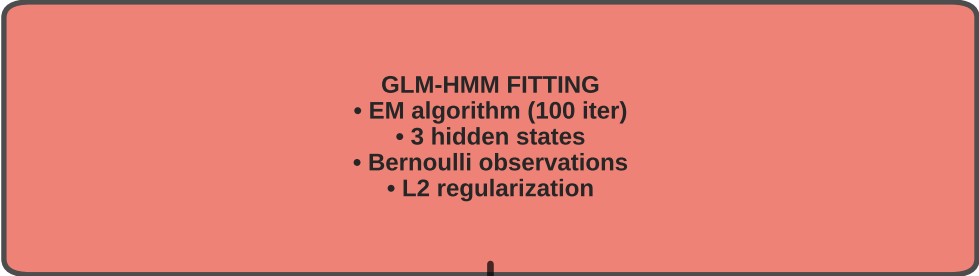 GLM-HMM FITTING
• EM algorithm (100 iter)
• 3 hidden states
• Bernoulli observations
• L2 regularization